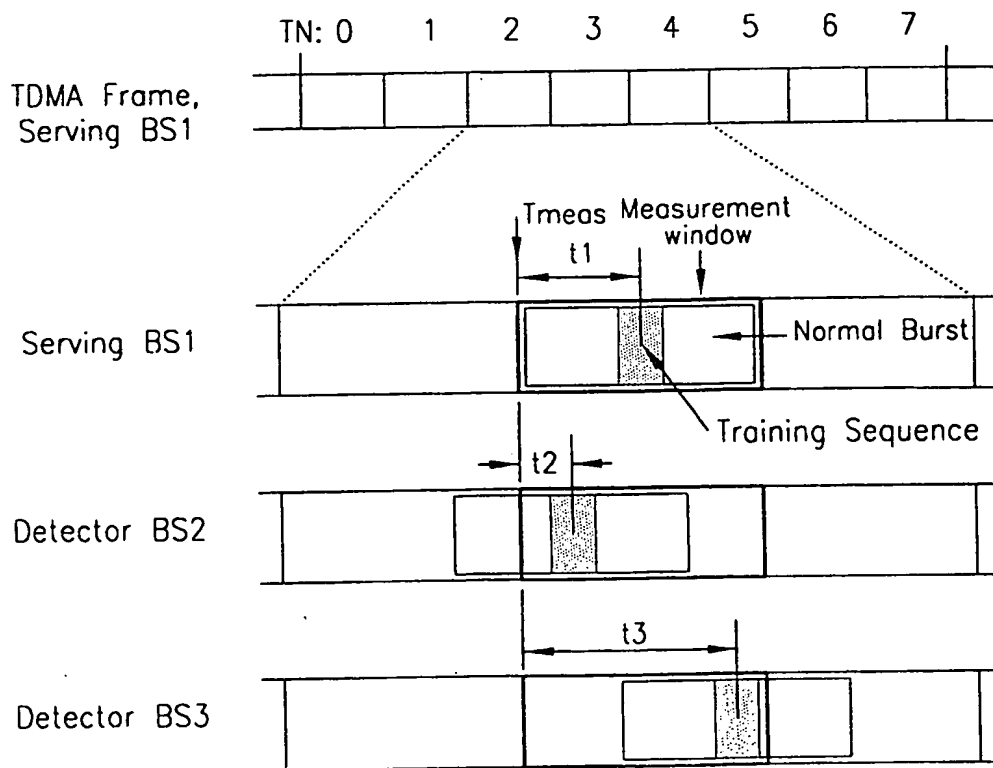 TN: 0 1 2 3 4 5 6 7
TDMA Frame,
Serving BS1
Tmeas Measurement
window
t1
Serving BS1
Normal Burst
Training Sequence
t2
Detector BS2
t3
Detector BS3